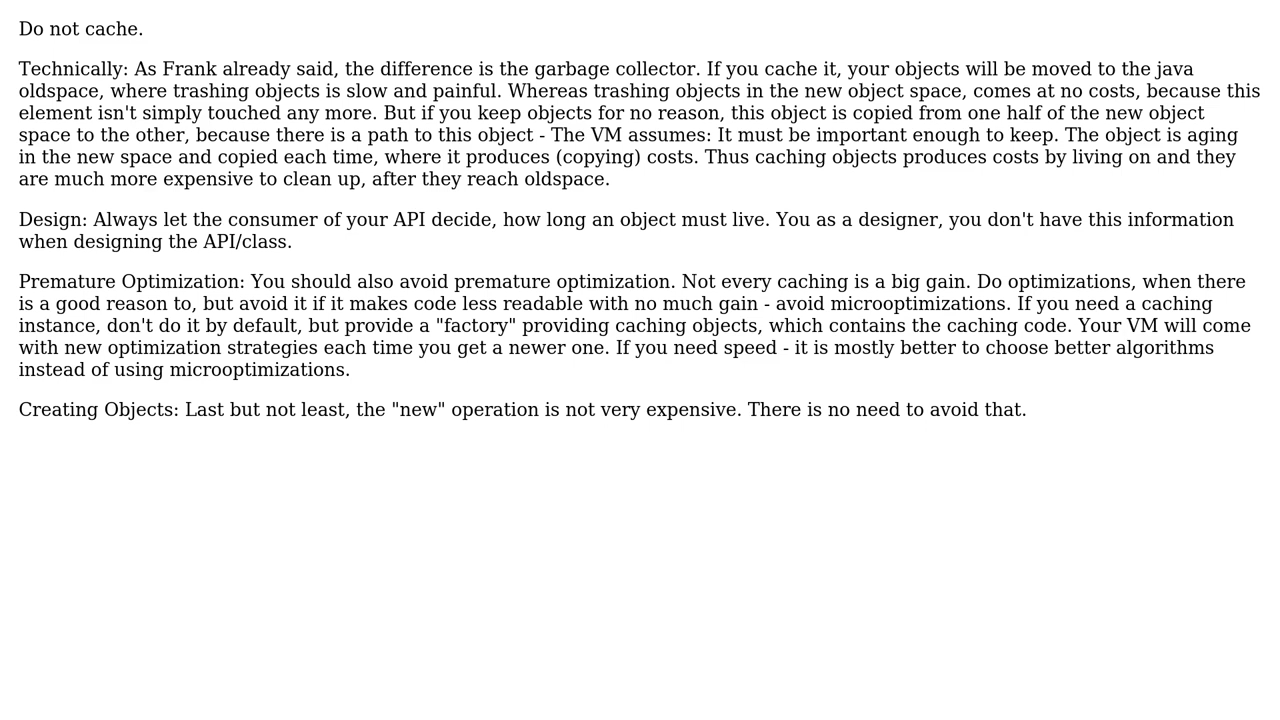 Do not cache.
Technically: As Frank already said, the difference is the garbage collector. If you cache it, your objects will be moved to the java
oldspace, where trashing objects is slow and painful. Whereas trashing objects in the new object space, comes at no costs, because this
element isn't simply touched any more. But if you keep objects for no reason, this object is copied from one half of the new object
space to the other, because there is a path to this object - The VM assumes: It must be important enough to keep. The object is aging
in the new space and copied each time, where it produces (copying) costs. Thus caching objects produces costs by living on and they
are much more expensive to clean up, after they reach oldspace.
Design: Always let the consumer of your API decide, how long an object must live. You as a designer, you don't have this information
when designing the API/class.
Premature Optimization: You should also avoid premature optimization. Not every caching is a big gain. Do optimizations, when there
is a good reason to, but avoid it if it makes code less readable with no much gain - avoid microoptimizations. If you need a caching
instance, don't do it by default, but provide a "factory" providing caching objects, which contains the caching code. Your VM will come
with new optimization strategies each time you get a newer one. If you need speed - it is mostly better to choose better algorithms
instead of using microoptimizations.
Creating Objects: Last but not least, the "new" operation is not very expensive. There is no need to avoid that.